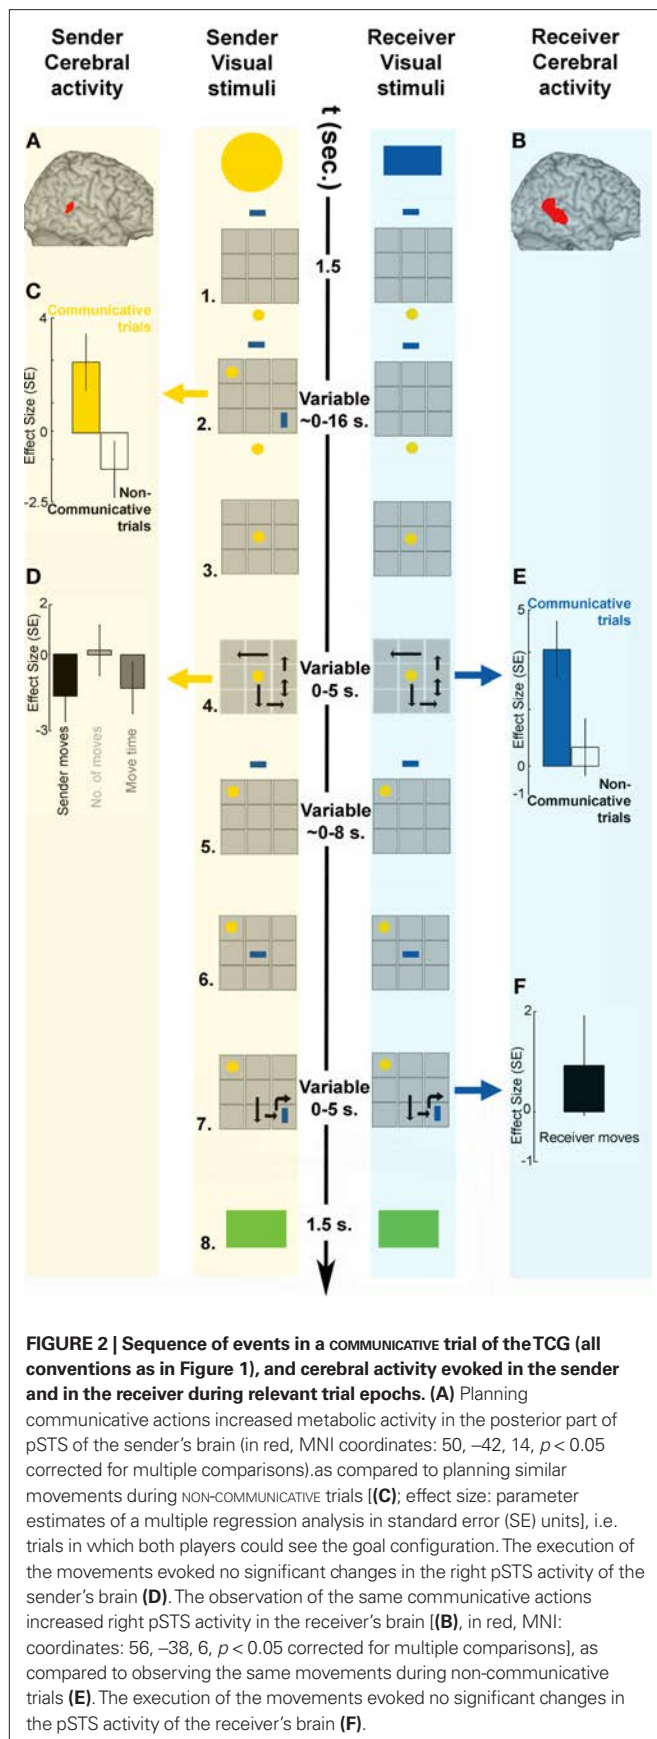 Sender
Cerebral
activity
Sender
Visual
stimuli
Receiver
Visual
stimuli
Receiver
Cerebral
activity
t (sec.)
A
B
1.5
1.
C
Communicative
trials
4
Effect Size (SE)
0
-2.5
Non-
Communicative
trials
Variable
~0-16 s.
2.
3.
D
2
Effect Size (SE)
0
-3
Sender moves
No. of moves
Move time
Variable
0-5 s.
4.
E
Communicative
trials
5
Effect Size (SE)
0
-1
Non-
Communicative
trials
Variable
~0-8 s.
5.
6.
F
2
Effect Size (SE)
0
-1
Receiver moves
Variable
0-5 s.
7.
1.5 s.
8.
FIGURE 2 | Sequence of events in a COMMUNICATIVE trial of the TCG (all
conventions as in Figure 1), and cerebral activity evoked in the sender
and in the receiver during relevant trial epochs. (A) Planning
communicative actions increased metabolic activity in the posterior part of
pSTS of the sender's brain (in red, MNI coordinates: 50, –42, 14, p < 0.05
corrected for multiple comparisons).as compared to planning similar
movements during NON-COMMUNICATIVE trials [(C); effect size: parameter
estimates of a multiple regression analysis in standard error (SE) units], i.e.
trials in which both players could see the goal configuration. The execution of
the movements evoked no significant changes in the right pSTS activity of the
sender's brain (D). The observation of the same communicative actions
increased right pSTS activity in the receiver's brain [(B), in red, MNI:
coordinates: 56, –38, 6, p < 0.05 corrected for multiple comparisons], as
compared to observing the same movements during non-communicative
trials (E). The execution of the movements evoked no significant changes in
the pSTS activity of the receiver's brain (F).